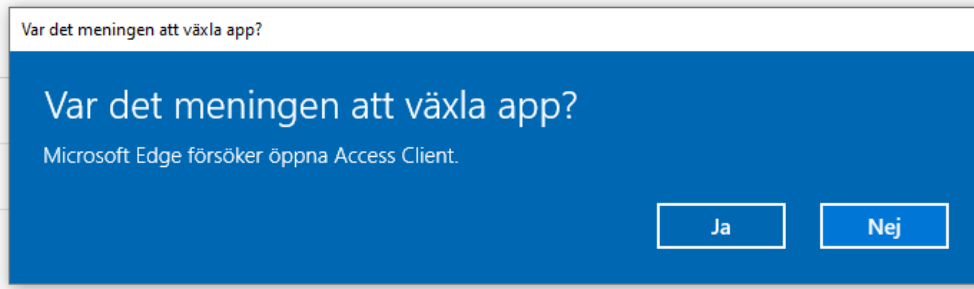 Var det meningen att växla app?
Var det meningen att växla app?
Microsoft Edge försöker öppna Access Client.
Ja
Nej